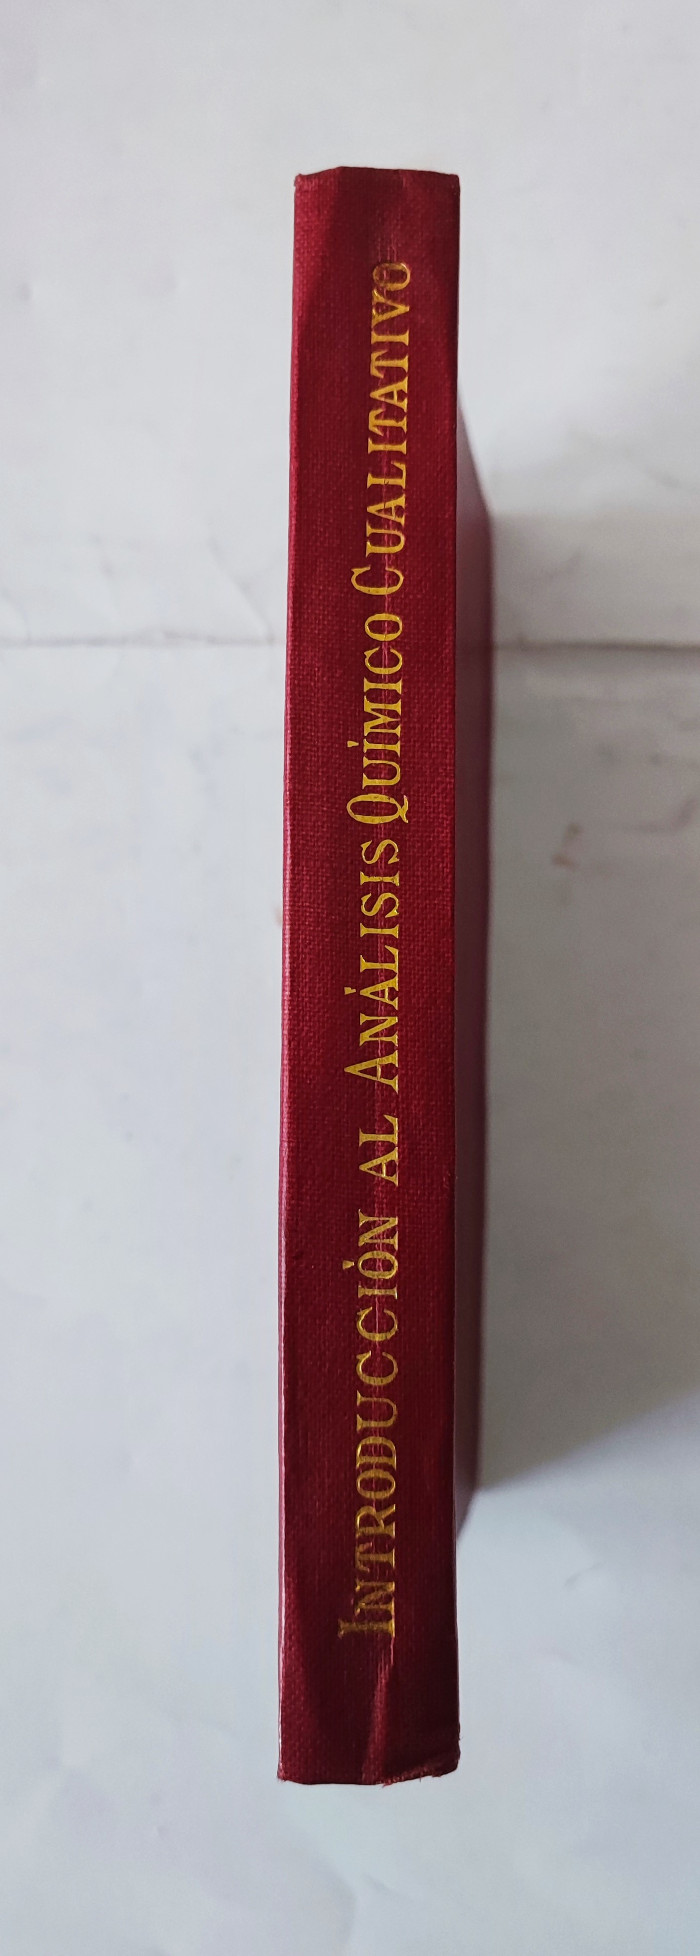 INTRODUCCIÓN AL ANÁLISIS QUÍMICO CUALITATIVO